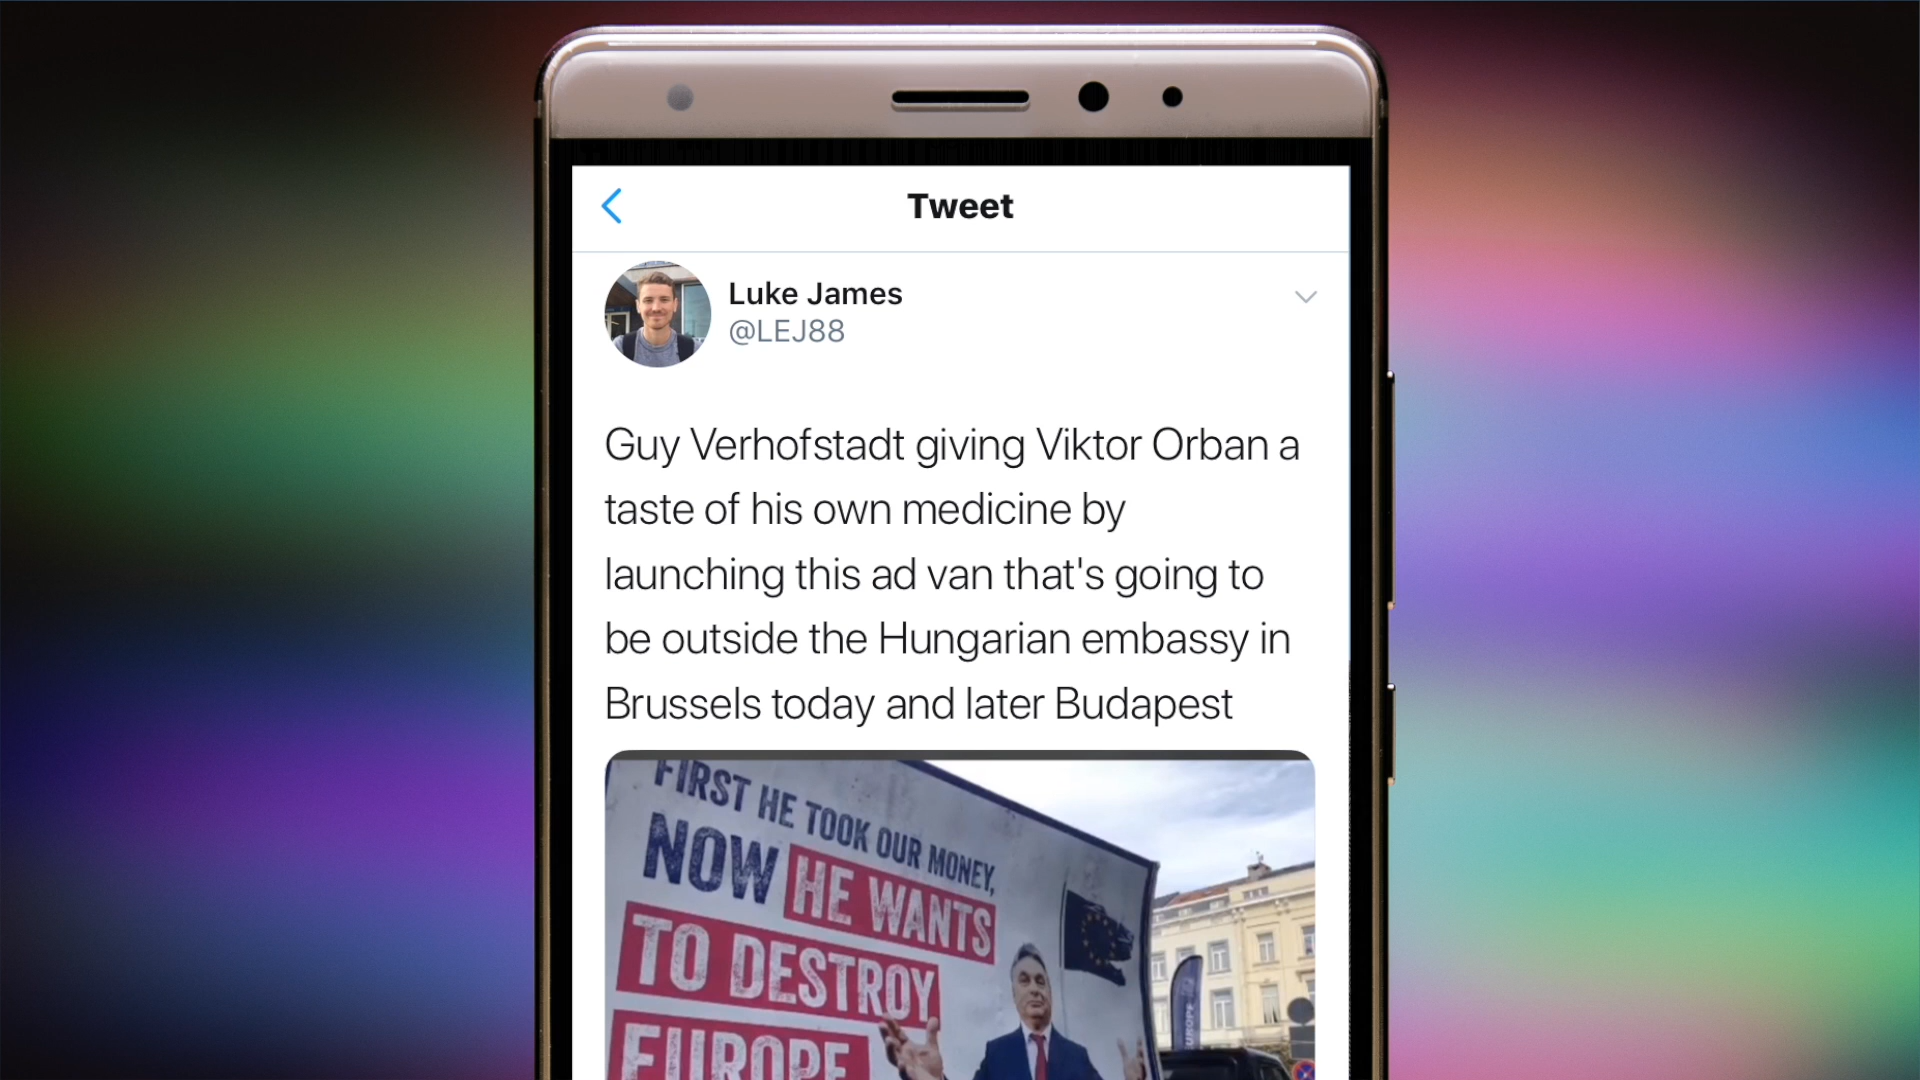 Tweet
Luke James
@LEJ88
Guy Verhofstadt giving Viktor Orban a
taste of his own medicine by
launching this ad van that's going to
be outside the Hungarian embassy in
Brussels today and later Budapest
FIRST HE TOOK OUR MONEY,
NOW HE WANTS
TO DESTROY
EUROPE